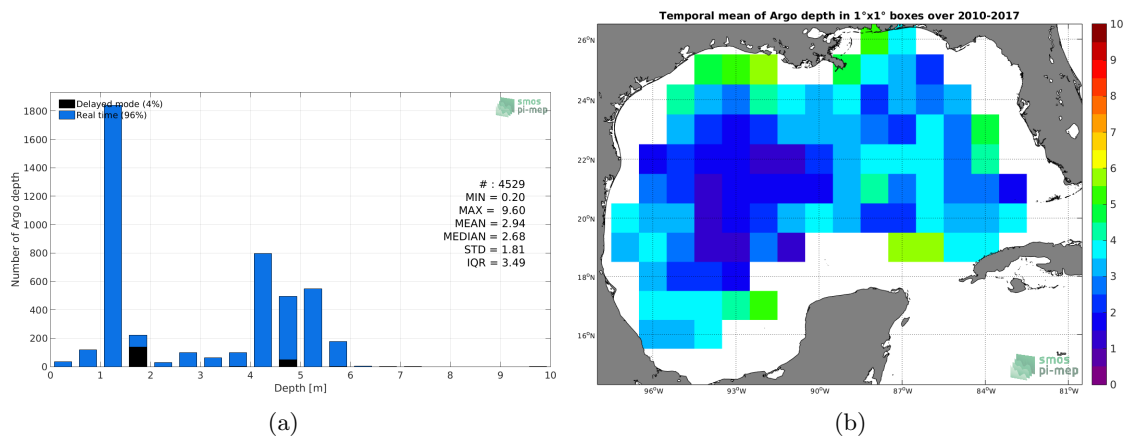 Temporal mean of Argo depth in 1°x1° boxes over 2010-2017
Delayed mode (4%)
Real time (96%)
smos
pi-mep
# : 4529
MIN = 0.20
MAX = 9.60
MEAN = 2.94
MEDIAN = 2.68
STD = 1.81
IQR = 3.49
Number of Argo depth
1800
1600
1400
1200
1000
800
600
400
200
0
0 1 2 3 4 5 6 7 8 9 10
Depth [m]
26°N
24°N
22°N
20°N
18°N
16°N
96°W 93°W 90°W 87°W 84°W 81°W
smos
pi-mep
10
9
8
7
6
5
4
3
2
1
0
(a) (b)